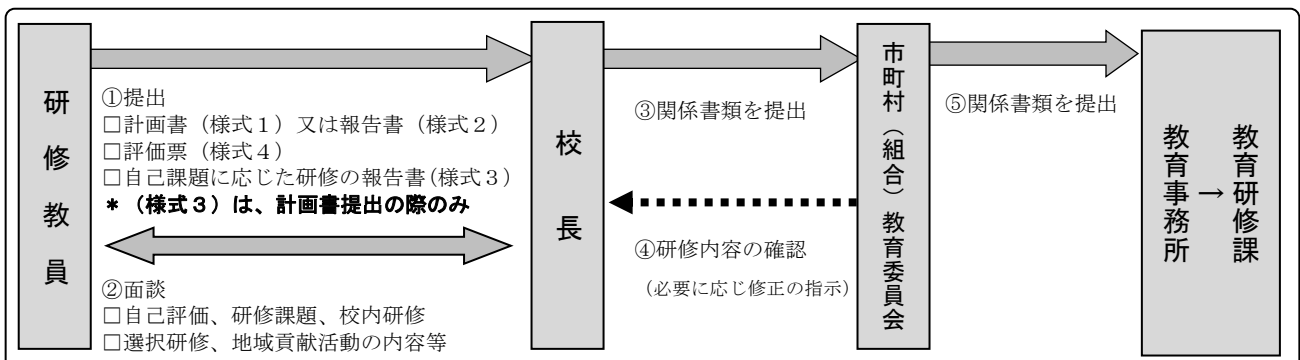 研修教員
①提出
□計画書（様式１）又は報告書（様式２）
□評価票（様式４）
□自己課題に応じた研修の報告書（様式３）
＊（様式３）は、計画書提出の際のみ
②面談
□自己評価、研修課題、校内研修
□選択研修、地域貢献活動の内容等
校長
③関係書類を提出
④研修内容の確認
（必要に応じ修正の指示）
市町村（組合）教育委員会
⑤関係書類を提出
教育事務所
→
教育研修課